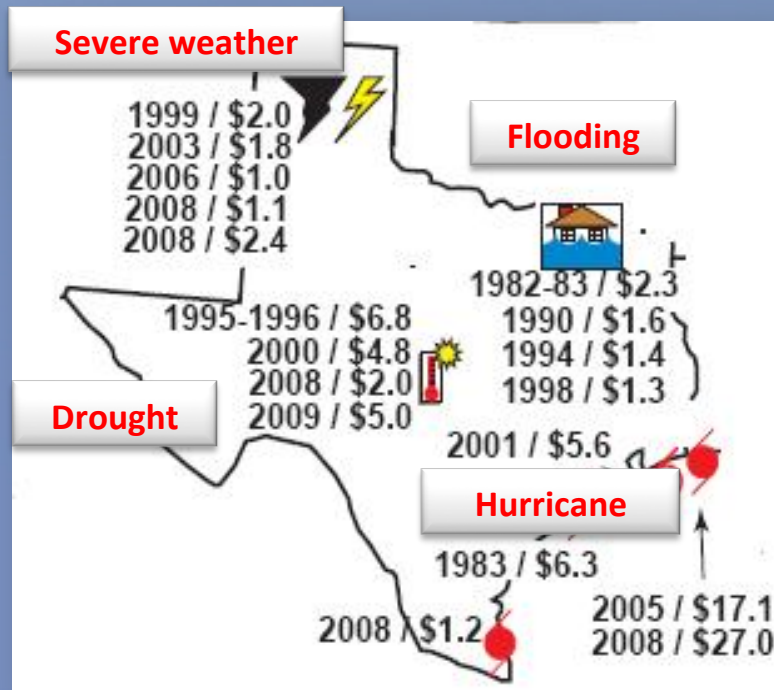 Severe weather
1999 / $2.0
2003 / $1.8
2006 / $1.0
2008 / $1.1
2008 / $2.4
Flooding
1982-83 / $2.3
1990 / $1.6
1994 / $1.4
1998 / $1.3
1995-1996 / $6.8
2000 / $4.8
2008 / $2.0
2009 / $5.0
Drought
2001 / $5.6
Hurricane
1983 / $6.3
2008 / $1.2
2005 / $17.1
2008 / $27.0